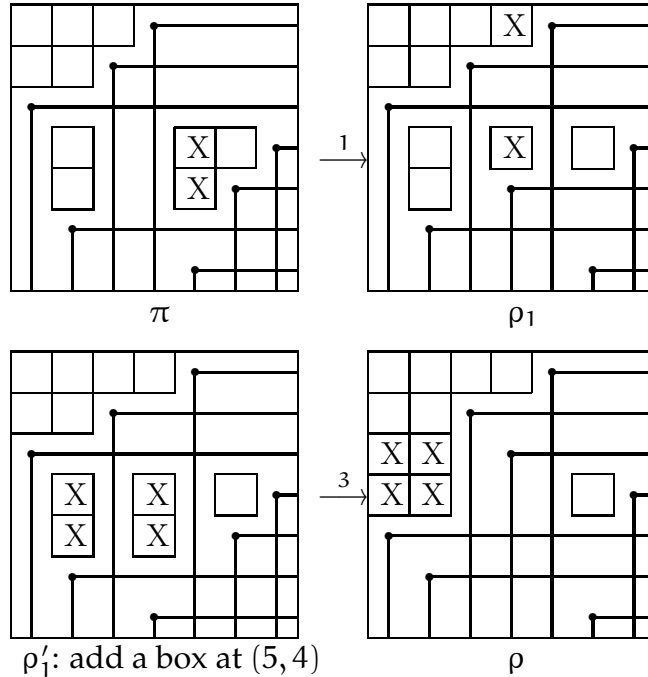 X
X X
X 1
π ρ₁
X X X X
X X 3 X X
ρ′₁: add a box at (5, 4) ρ